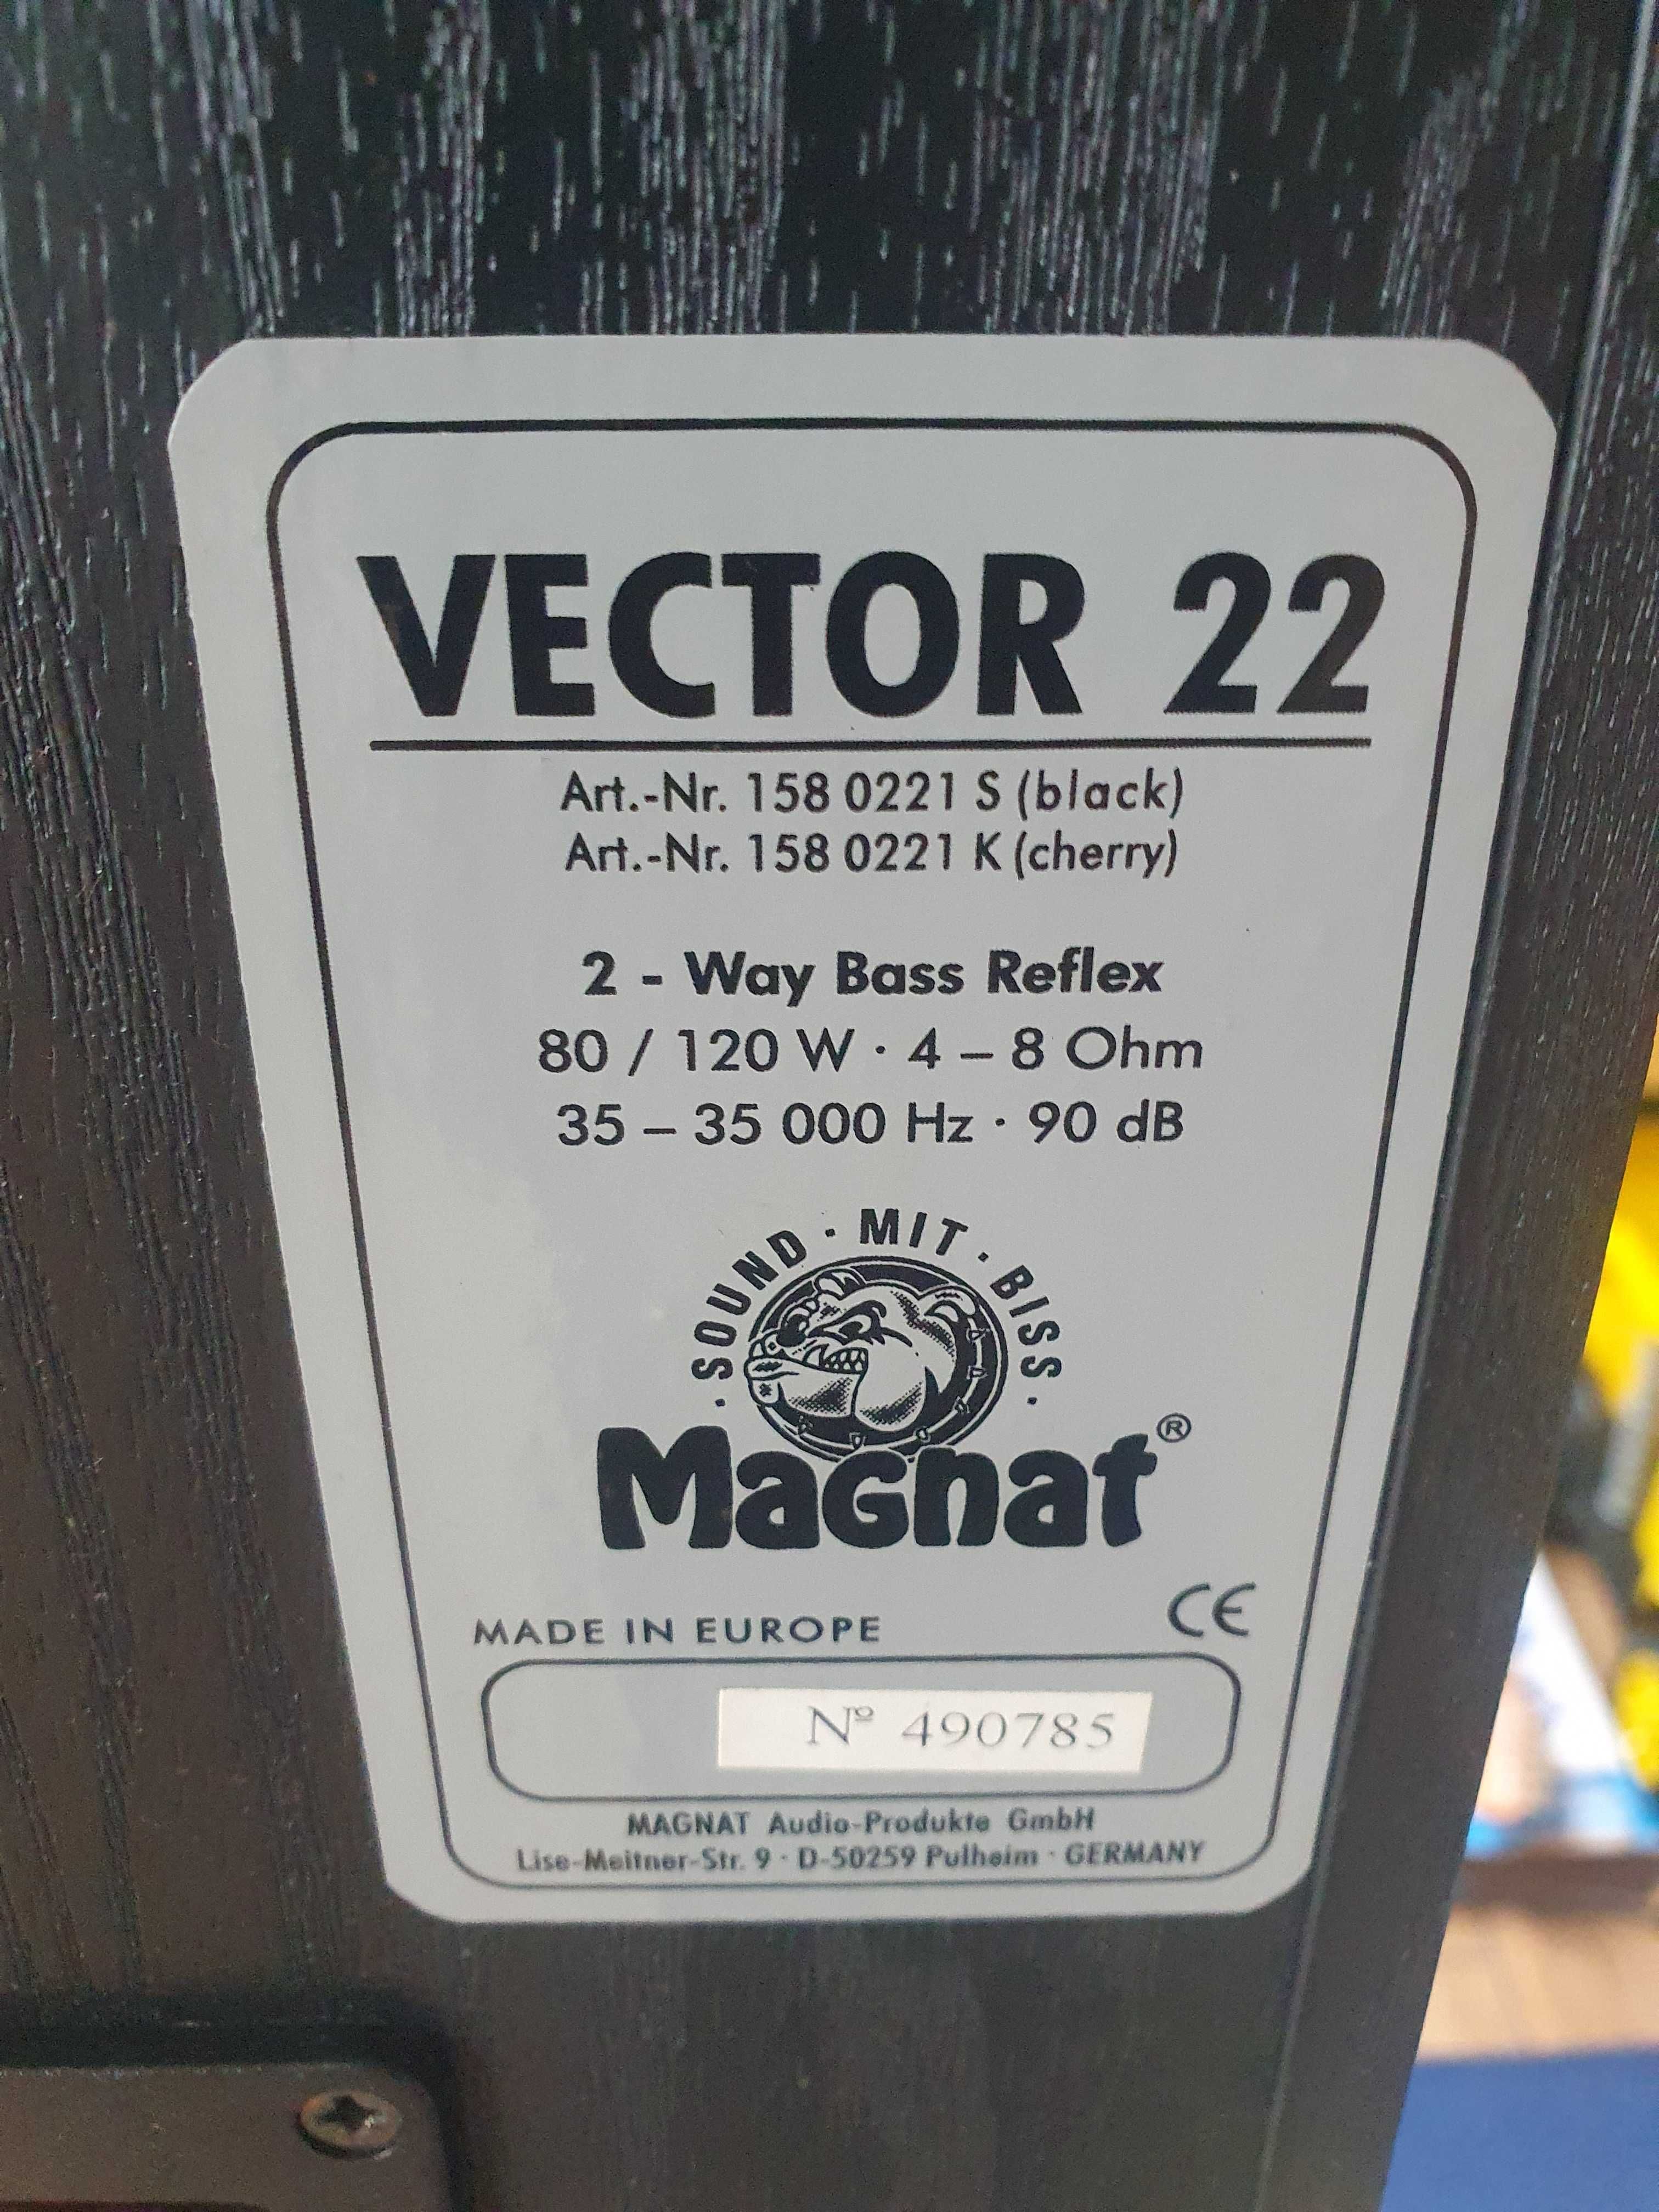 VECTOR 22
Art.-Nr. 158 0221 S (black)
Art.-Nr. 158 0221 K (cherry)
2 - Way Bass Reflex
80 / 120 W · 4 – 8 Ohm
35 – 35 000 Hz · 90 dB
· SOUND · MIT · BISS ·
Magnat®
MADE IN EUROPE CE
Nº 490785
MAGNAT Audio-Produkte GmbH
Lise-Meitner-Str. 9 · D-50259 Pulheim · GERMANY